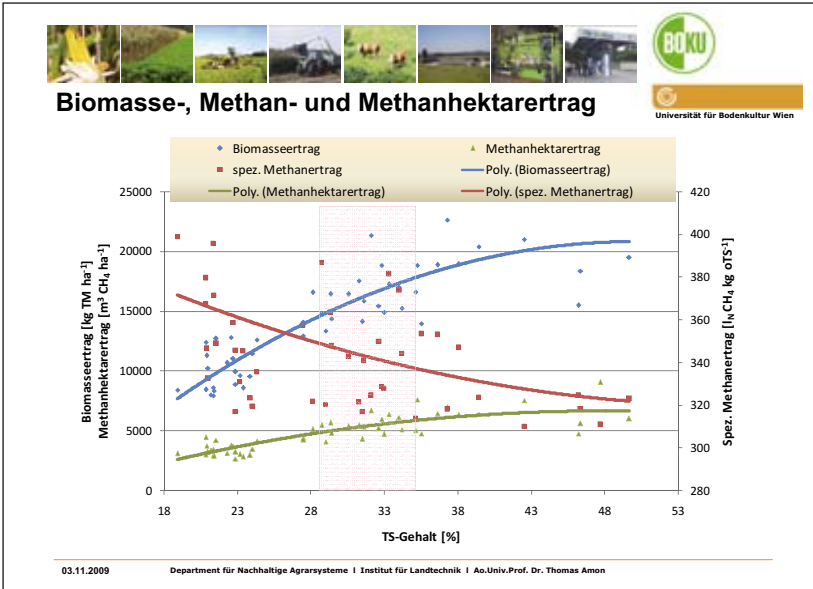 BOKU
Biomasse-, Methan- und Methanhektarertrag
Universität für Bodenkultur Wien
Biomasseertrag
Methanhektarertrag
spez. Methanertrag
Poly. (Biomasseertrag)
Poly. (Methanhektarertrag)
Poly. (spez. Methanertrag)
25000
20000
15000
10000
5000
0
Biomasseertrag [kg TM ha⁻¹]
Methanhektarertrag [m³ CH₄ ha⁻¹]
420
400
380
360
340
320
300
280
Spez. Methanertrag [l_NCH₄ kg oTS⁻¹]
18 23 28 33 38 43 48 53
TS-Gehalt [%]
03.11.2009 Department für Nachhaltige Agrarsysteme I Institut für Landtechnik I Ao.Univ.Prof. Dr. Thomas Amon